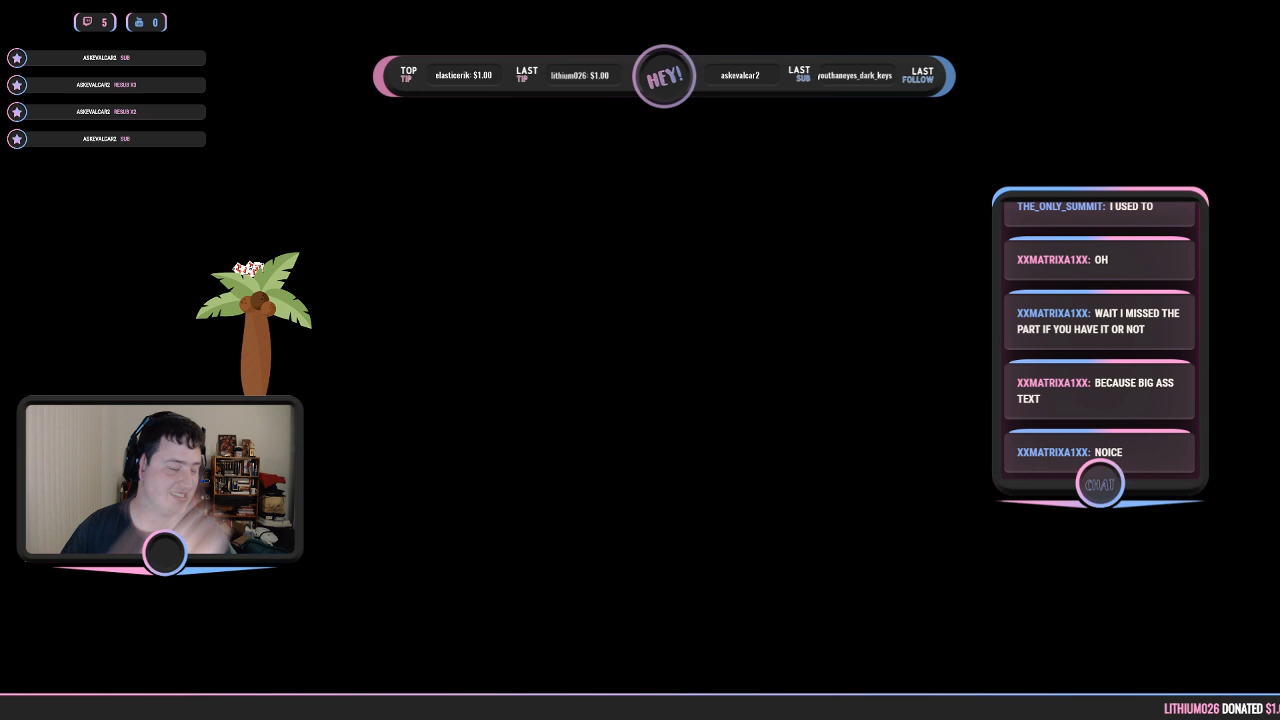 5 0
ASKEVALCAR2 SUB
ASKEVALCAR2 RESUB X3
ASKEVALCAR2 RESUB X2
ASKEVALCAR2 SUB
TOP TIP
elasticerik: $1.00
LAST TIP
lithium026: $1.00
HEY!
askevalcar2
LAST SUB
youthaneyes_dark_keys
LAST FOLLOW
THE_ONLY_SUMMIT: I USED TO
XXMATRIXA1XX: OH
XXMATRIXA1XX: WAIT I MISSED THE
PART IF YOU HAVE IT OR NOT
XXMATRIXA1XX: BECAUSE BIG ASS
TEXT
XXMATRIXA1XX: NOICE
CHAT
LITHIUM026 DONATED $1.